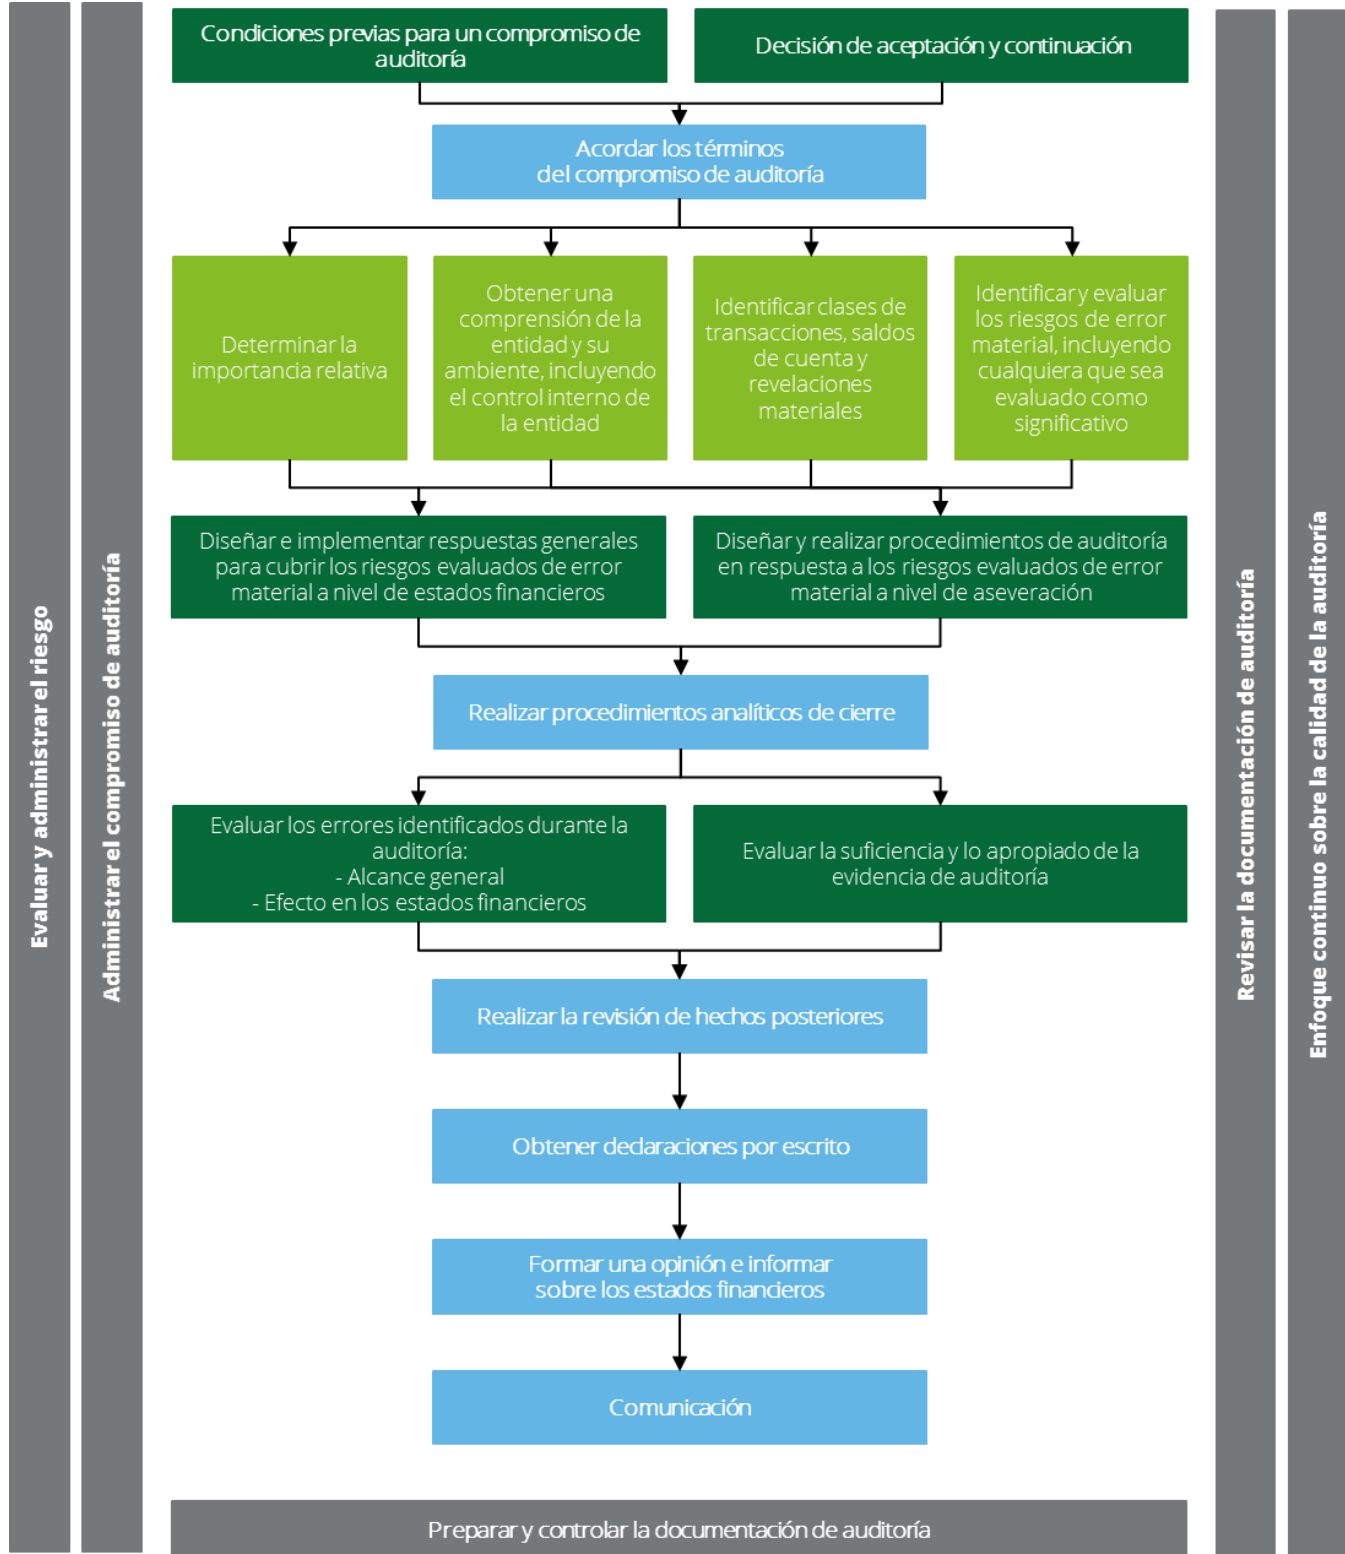 Condiciones previas para un compromiso de
auditoría
Decisión de aceptación y continuación
Acordar los términos
del compromiso de auditoría
Determinar la
importancia relativa
Obtener una
comprensión de la
entidad y su
ambiente, incluyendo
el control interno de
la entidad
Identificar clases de
transacciones, saldos
de cuenta y
revelaciones
materiales
Identificar y evaluar
los riesgos de error
material, incluyendo
cualquiera que sea
evaluado como
significativo
Diseñar e implementar respuestas generales
para cubrir los riesgos evaluados de error
material a nivel de estados financieros
Diseñar y realizar procedimientos de auditoría
en respuesta a los riesgos evaluados de error
material a nivel de aseveración
Realizar procedimientos analíticos de cierre
Evaluar los errores identificados durante la
auditoría:
- Alcance general
- Efecto en los estados financieros
Evaluar la suficiencia y lo apropiado de la
evidencia de auditoría
Realizar la revisión de hechos posteriores
Obtener declaraciones por escrito
Formar una opinión e informar
sobre los estados financieros
Comunicación
Preparar y controlar la documentación de auditoría
Evaluar y administrar el riesgo
Administrar el compromiso de auditoría
Revisar la documentación de auditoría
Enfoque continuo sobre la calidad de la auditoría